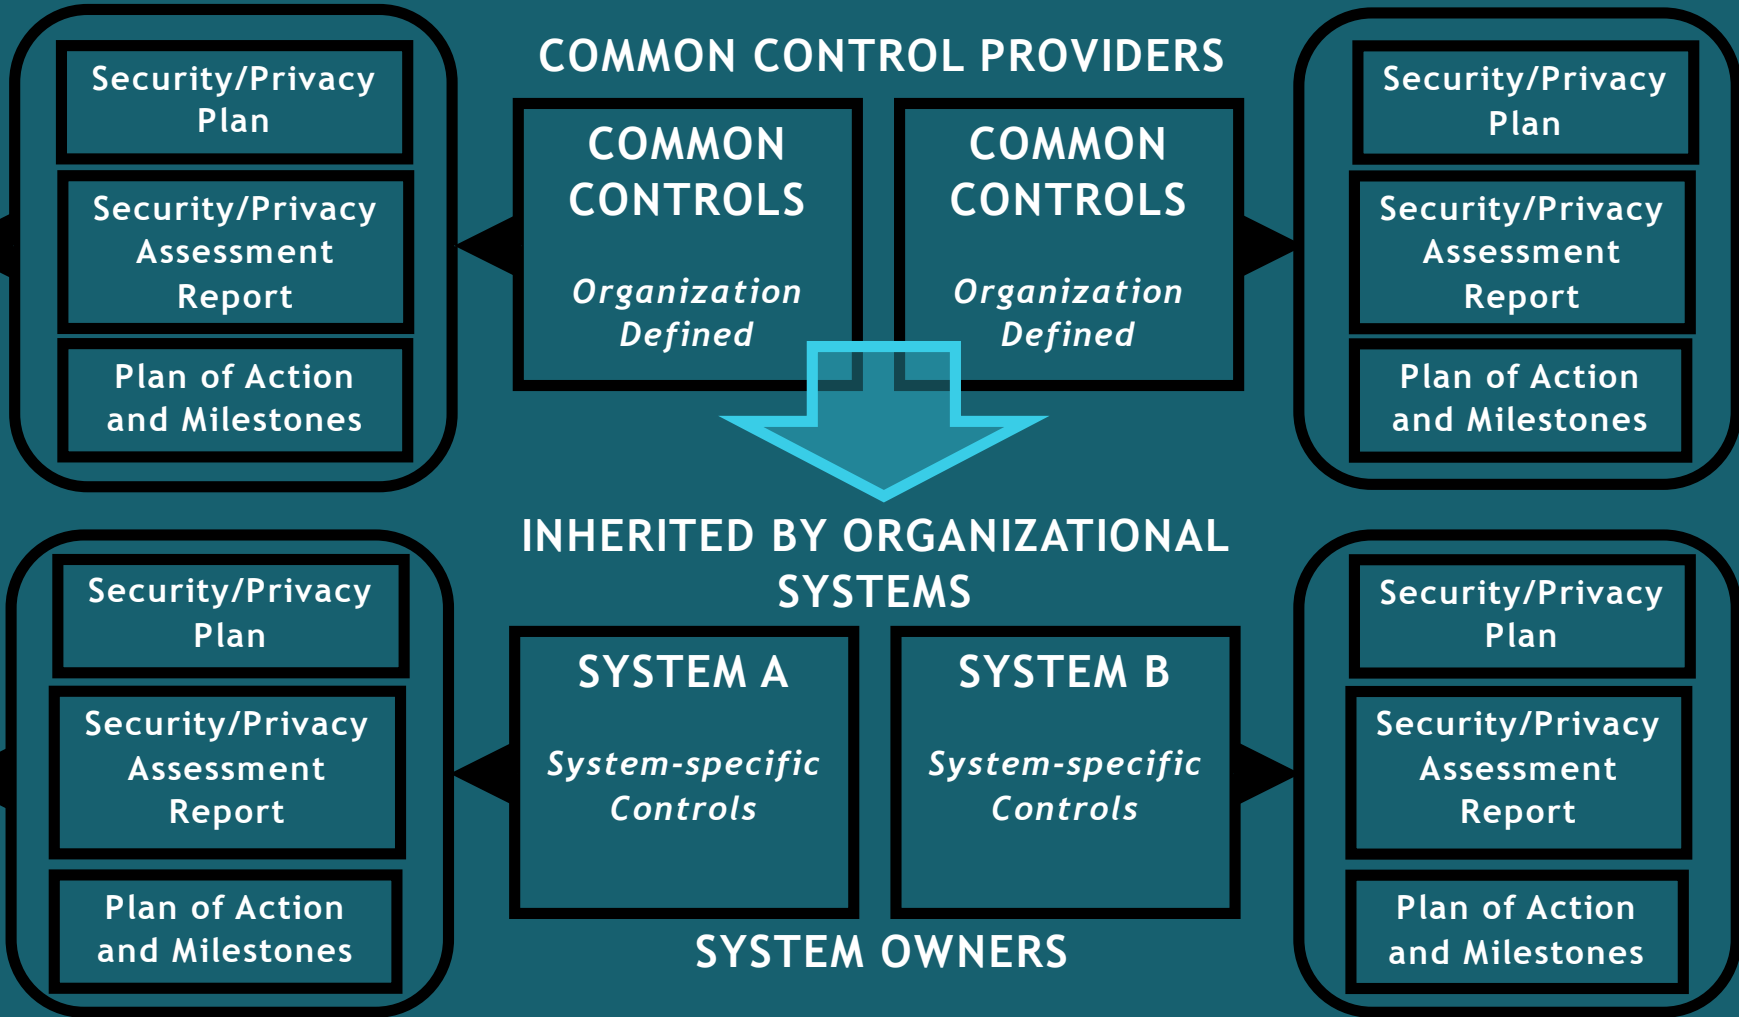 COMMON CONTROL PROVIDERS
Security/Privacy
Plan
Security/Privacy
Assessment
Report
Plan of Action
and Milestones
COMMON
CONTROLS
Organization
Defined
COMMON
CONTROLS
Organization
Defined
Security/Privacy
Plan
Security/Privacy
Assessment
Report
Plan of Action
and Milestones
INHERITED BY ORGANIZATIONAL
SYSTEMS
Security/Privacy
Plan
Security/Privacy
Assessment
Report
Plan of Action
and Milestones
SYSTEM A
System-specific
Controls
SYSTEM B
System-specific
Controls
Security/Privacy
Plan
Security/Privacy
Assessment
Report
Plan of Action
and Milestones
SYSTEM OWNERS